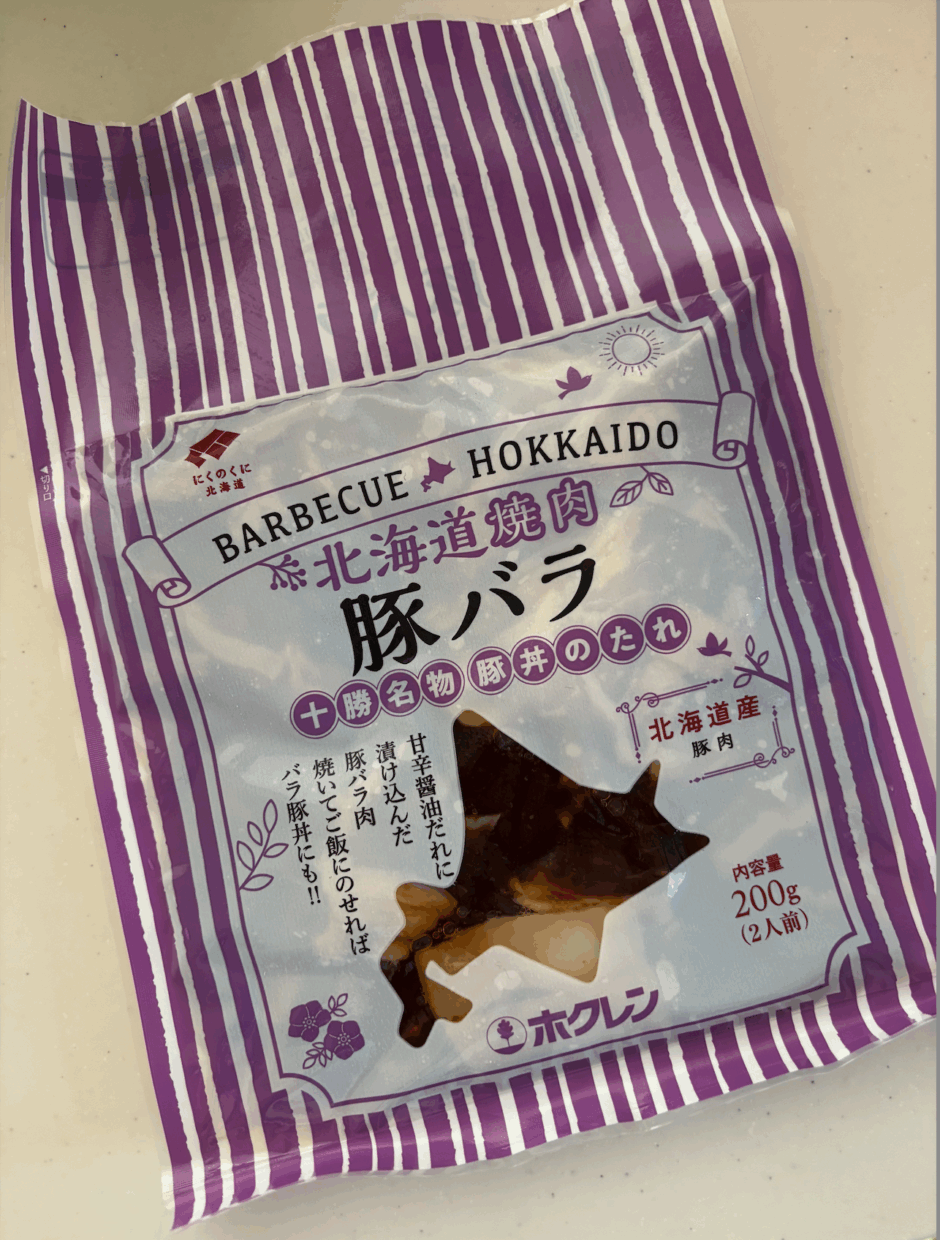 にくのくに
北海道
BARBECUE HOKKAIDO
北海道焼肉
豚バラ
十勝名物 豚丼のたれ
北海道産
豚肉
甘辛醤油だれに
漬け込んだ
豚バラ肉
焼いてご飯にのせれば
バラ豚丼にも!!
内容量
200g
(2人前)
ホクレン
◀切り口